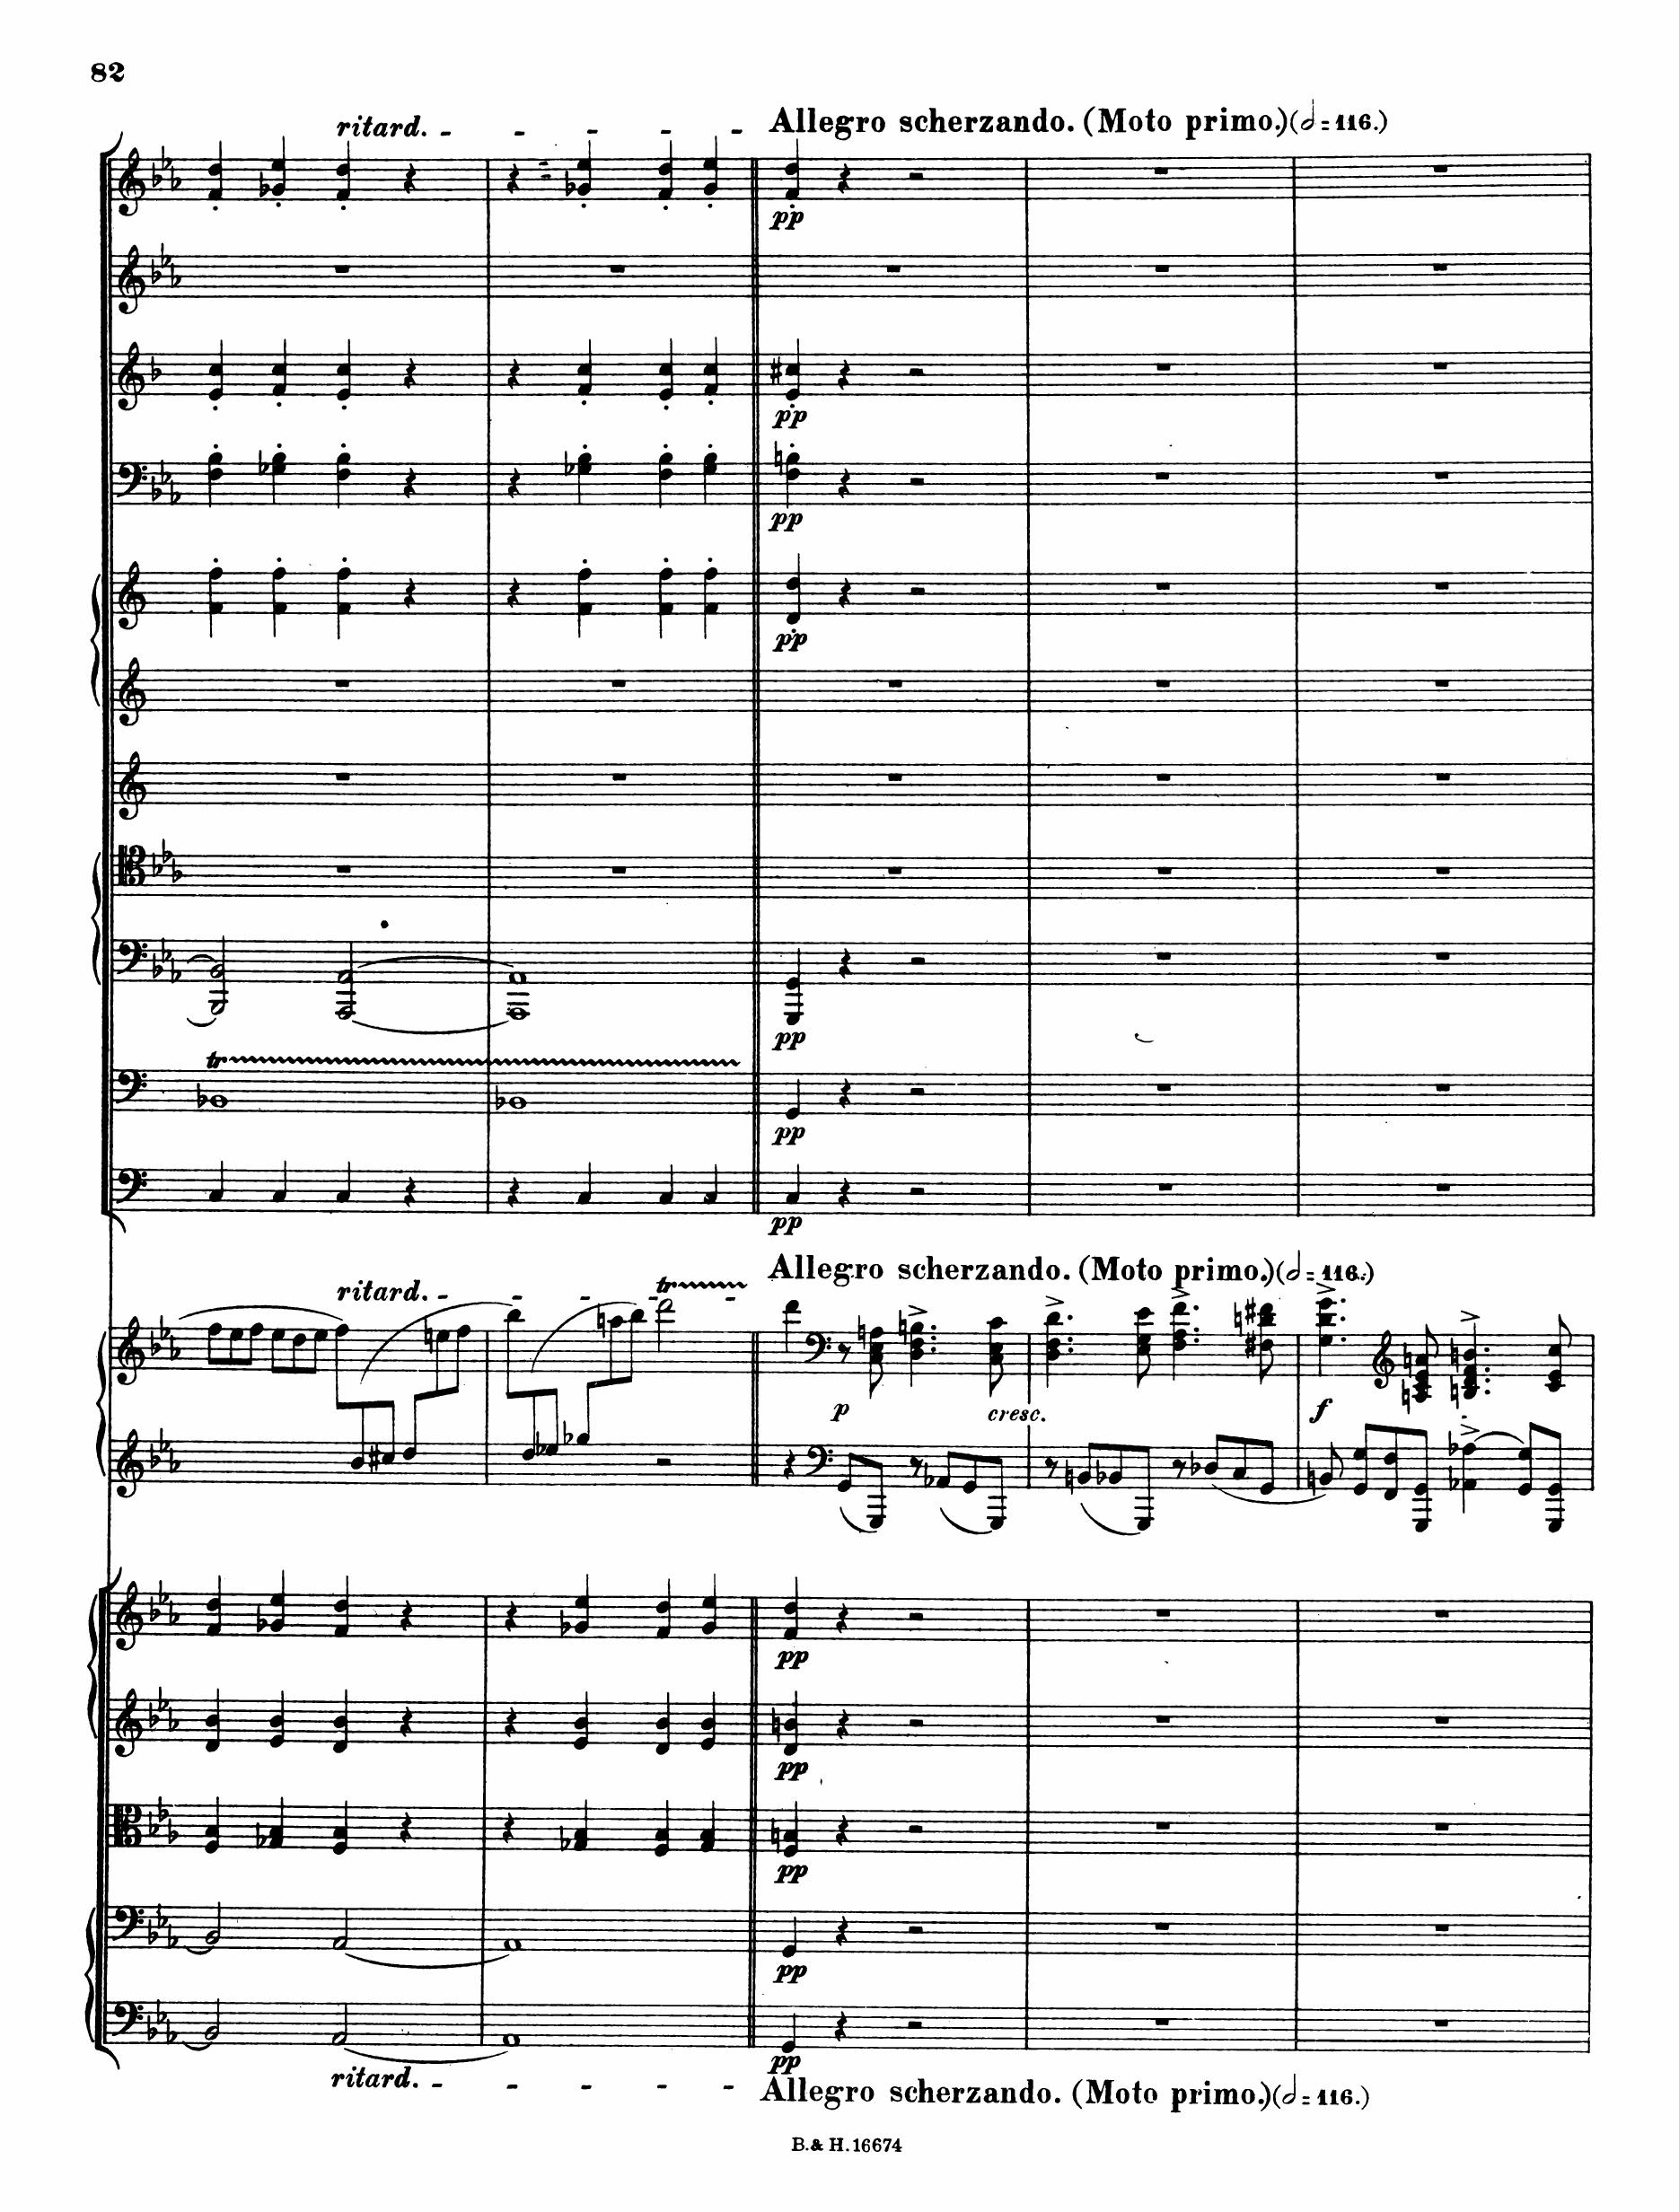 82
ritard. - - - - -
Allegro scherzando. (Moto primo.) (𝅗𝅥 = 116.)
pp
pp
pp
pp
pp
tr
pp
pp
Allegro scherzando. (Moto primo.) (𝅗𝅥 = 116.)
ritard. - - - - -
tr
p
cresc.
f
pp
pp
pp
pp
pp
ritard. - - - - -
Allegro scherzando. (Moto primo.) (𝅗𝅥 = 116.)
B. & H. 16674